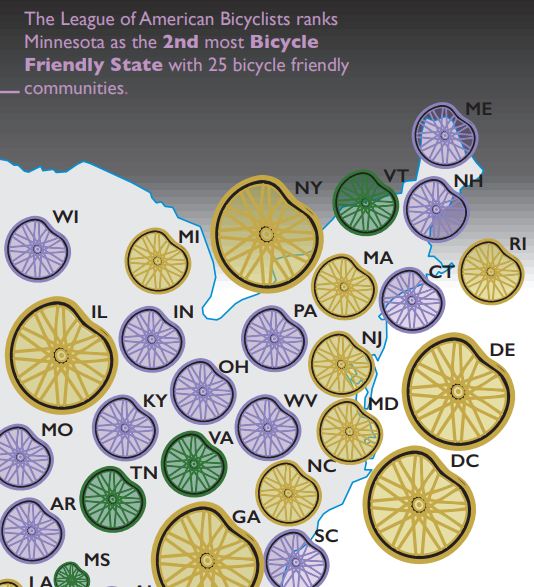 The League of American Bicyclists ranks
Minnesota as the 2nd most Bicycle
Friendly State with 25 bicycle friendly
communities.
ME
VT
NY
NH
WI
MI
RI
MA
CT
IL
IN
PA
NJ
DE
OH
KY
WV
MD
MO
VA
DC
TN
NC
AR
GA
SC
MS
LA